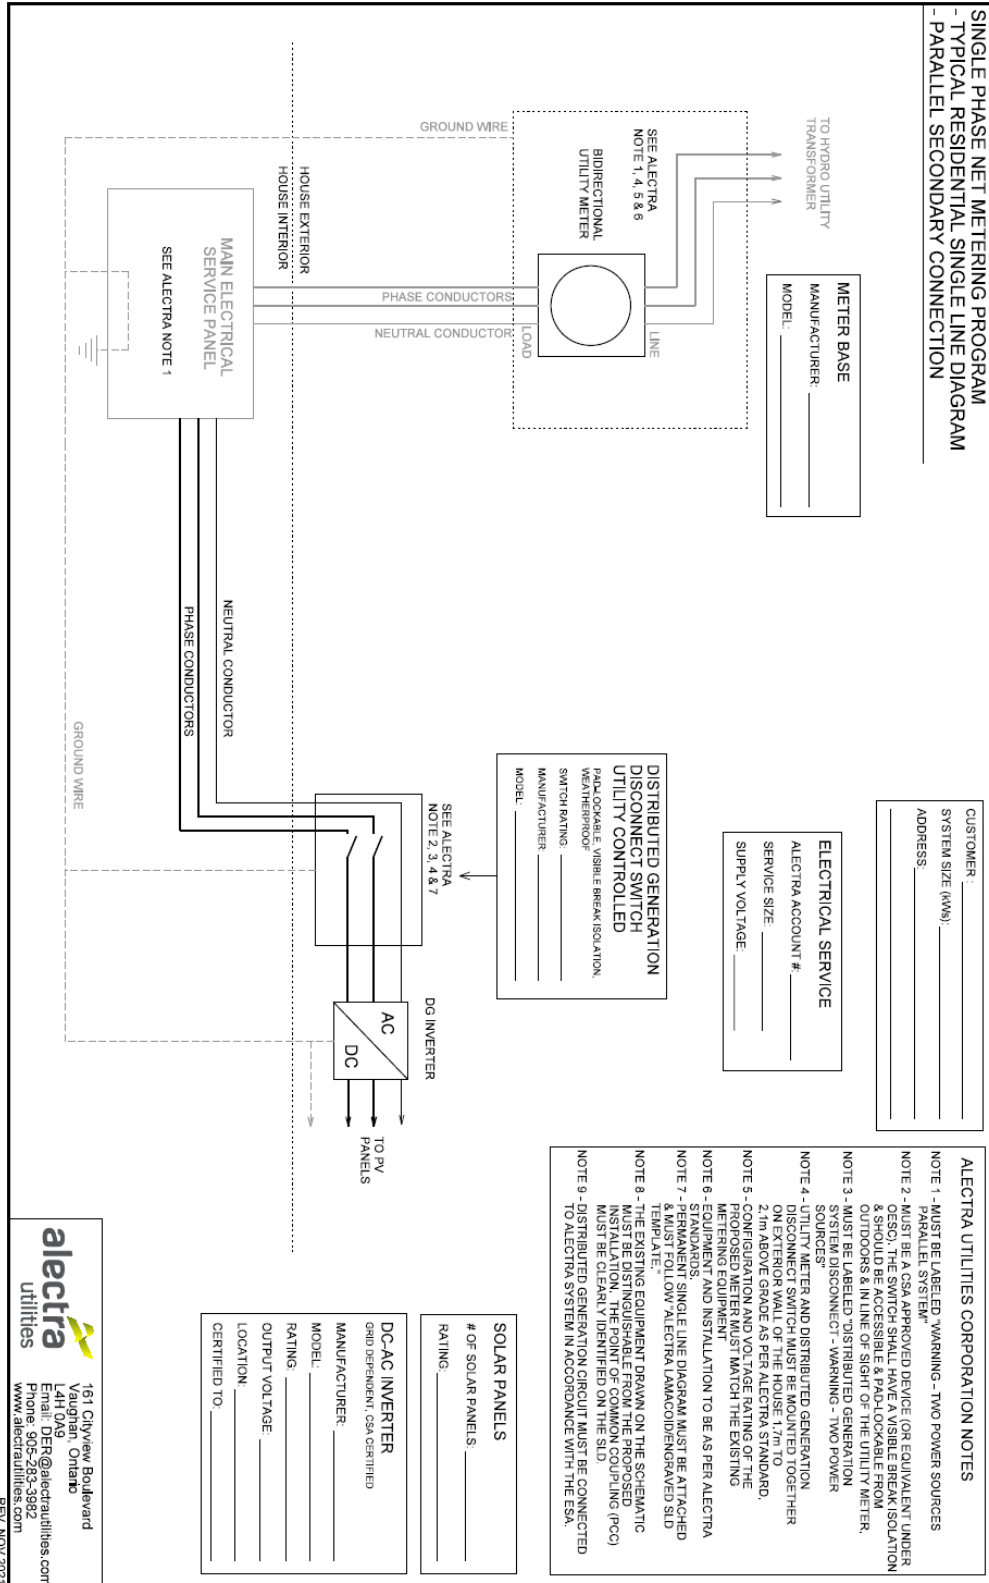 SINGLE PHASE NET METERING PROGRAM
- TYPICAL RESIDENTIAL SINGLE LINE DIAGRAM
- PARALLEL SECONDARY CONNECTION
TO HYDRO UTILITY
TRANSFORMER
METER BASE
MANUFACTURER:
MODEL:
SEE ALECTRA
NOTE 1, 4, 5 & 6
BIDIRECTIONAL
UTILITY METER
LINE
LOAD
GROUND WIRE
PHASE CONDUCTORS
NEUTRAL CONDUCTOR
HOUSE EXTERIOR
HOUSE INTERIOR
MAIN ELECTRICAL
SERVICE PANEL
SEE ALECTRA NOTE 1
NEUTRAL CONDUCTOR
PHASE CONDUCTORS
GROUND WIRE
CUSTOMER :
SYSTEM SIZE (kWs):
ADDRESS:
ELECTRICAL SERVICE
ALECTRA ACCOUNT #:
SERVICE SIZE:
SUPPLY VOLTAGE:
DISTRIBUTED GENERATION
DISCONNECT SWITCH
UTILITY CONTROLLED
PAD-LOCKABLE, VISIBLE BREAK ISOLATION,
WEATHERPROOF
SWITCH RATING:
MANUFACTURER:
MODEL:
SEE ALECTRA
NOTE 2, 3, 4 & 7
DG INVERTER
AC
DC
TO PV
PANELS
ALECTRA UTILITIES CORPORATION NOTES
NOTE 1 - MUST BE LABELED "WARNING - TWO POWER SOURCES
PARALLEL SYSTEM"
NOTE 2 - MUST BE A CSA APPROVED DEVICE (OR EQUIVALENT UNDER
OESC). THE SWITCH SHALL HAVE A VISIBLE BREAK ISOLATION
& SHOULD BE ACCESSIBLE & PAD-LOCKABLE FROM
OUTDOORS & IN LINE OF SIGHT OF THE UTILITY METER.
NOTE 3 - MUST BE LABELED "DISTRIBUTED GENERATION
SYSTEM DISCONNECT - WARNING - TWO POWER
SOURCES"
NOTE 4 - UTILITY METER AND DISTRIBUTED GENERATION
DISCONNECT SWITCH MUST BE MOUNTED TOGETHER
ON EXTERIOR WALL OF THE HOUSE 1.7m TO
2.1m ABOVE GRADE AS PER ALECTRA STANDARD.
NOTE 5 - CONFIGURATION AND VOLTAGE RATING OF THE
PROPOSED METER MUST MATCH THE EXISTING
METERING EQUIPMENT
NOTE 6 - EQUIPMENT AND INSTALLATION TO BE AS PER ALECTRA
STANDARDS.
NOTE 7 - PERMANENT SINGLE LINE DIAGRAM MUST BE ATTACHED
& MUST FOLLOW "ALECTRA LAMACOID/ENGRAVED SLD
TEMPLATE."
NOTE 8 - THE EXISTING EQUIPMENT DRAWN ON THE SCHEMATIC
MUST BE DISTINGUISHABLE FROM THE PROPOSED
INSTALLATION. THE POINT OF COMMON COUPLING (PCC)
MUST BE CLEARLY IDENTIFIED ON THE SLD.
NOTE 9 - DISTRIBUTED GENERATION CIRCUIT MUST BE CONNECTED
TO ALECTRA SYSTEM IN ACCORDANCE WITH THE ESA.
SOLAR PANELS
# OF SOLAR PANELS:
RATING:
DC-AC INVERTER
GRID DEPENDENT, CSA CERTIFIED
MANUFACTURER:
MODEL:
RATING:
OUTPUT VOLTAGE:
LOCATION:
CERTIFIED TO:
alectra
utilities
161 Cityview Boulevard
Vaughan, Ontario
L4H 0A9
Email: DER@alectrautilities.com
Phone: 905-283-3982
www.alectrautilities.com
REV. NOV 2021